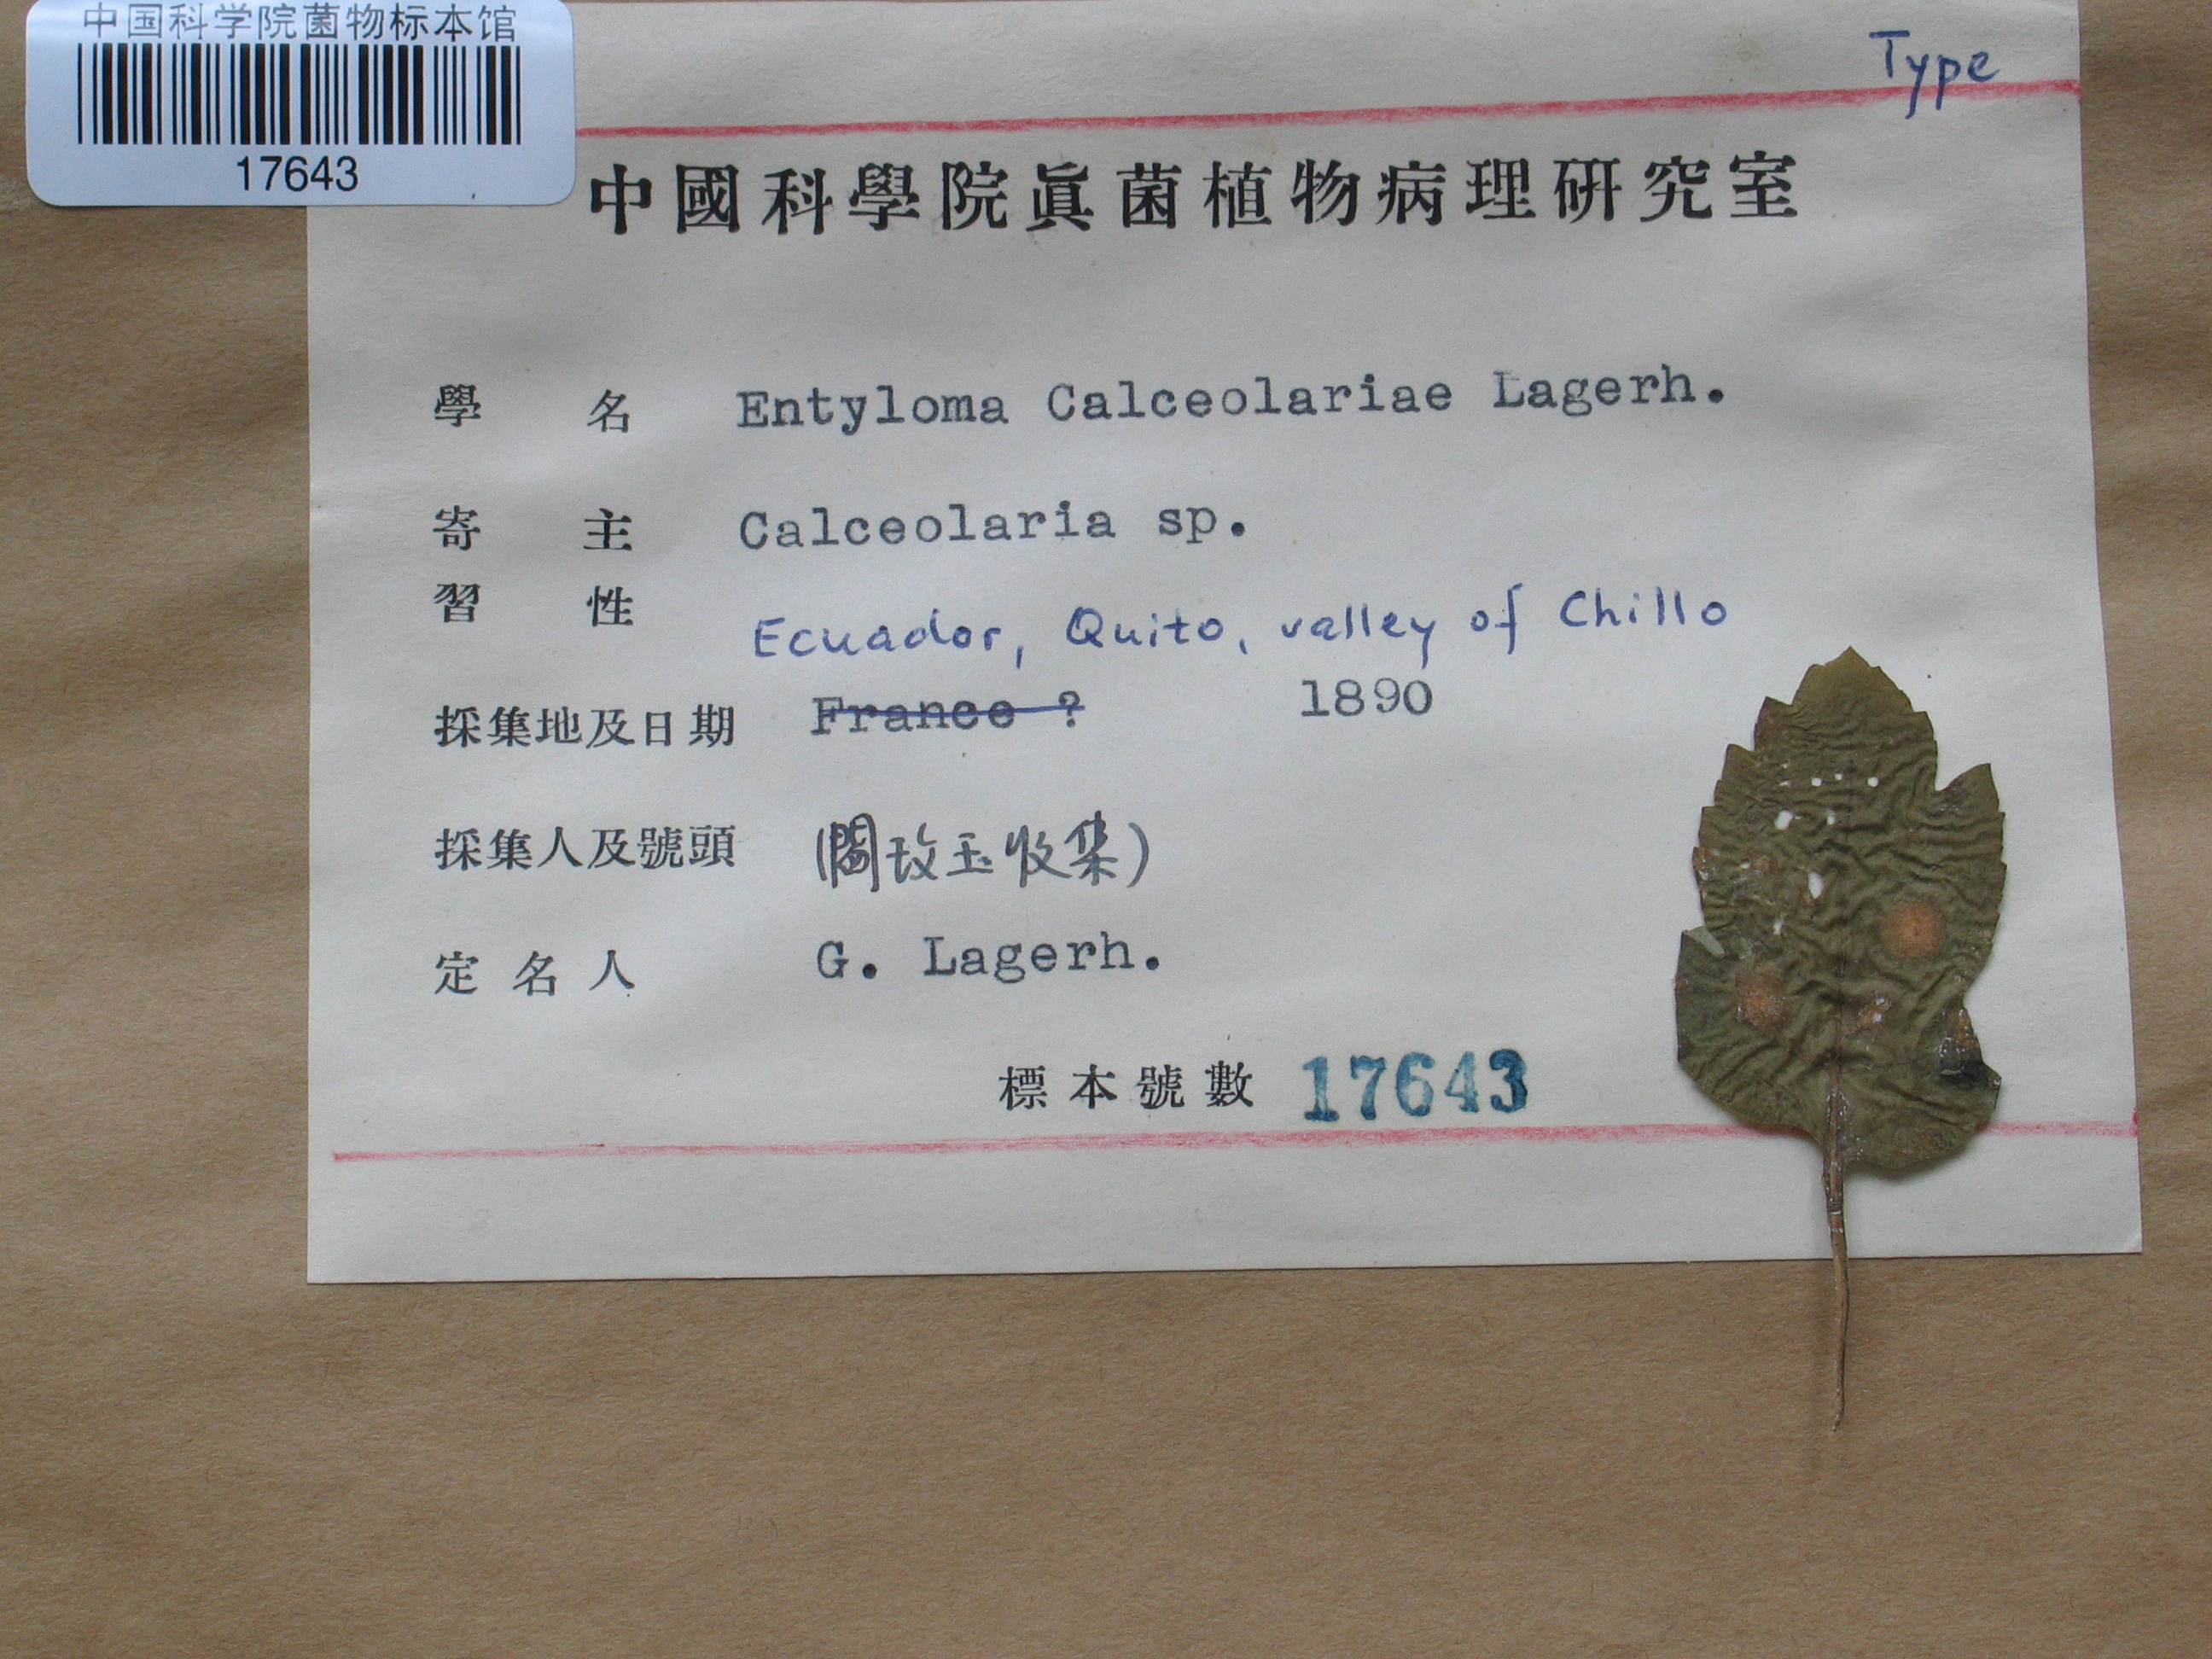 中国科学院菌物标本馆
17643
Type
中國科學院眞菌植物病理研究室
學名 Entyloma Calceolariae Lagerh.
寄主 Calceolaria sp.
習性
Ecuador, Quito, valley of Chillo
採集地及日期 France ? 1890
採集人及號頭 (閻玫玉收集)
定名人 G. Lagerh.
標本號數 17643